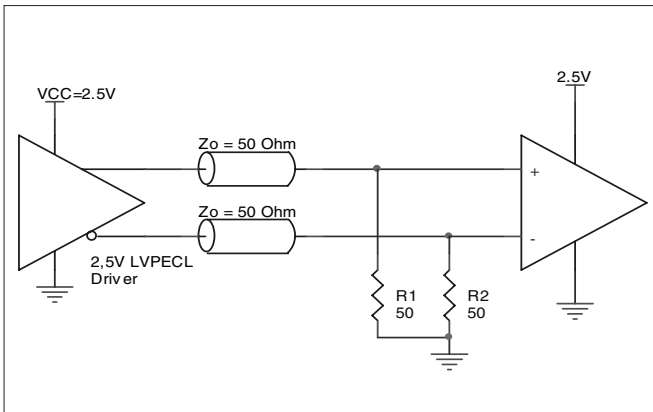 VCC=2.5V
2.5V
Zo = 50 Ohm
+
Zo = 50 Ohm
-
2,5V LVPECL
Driver
R1
50
R2
50